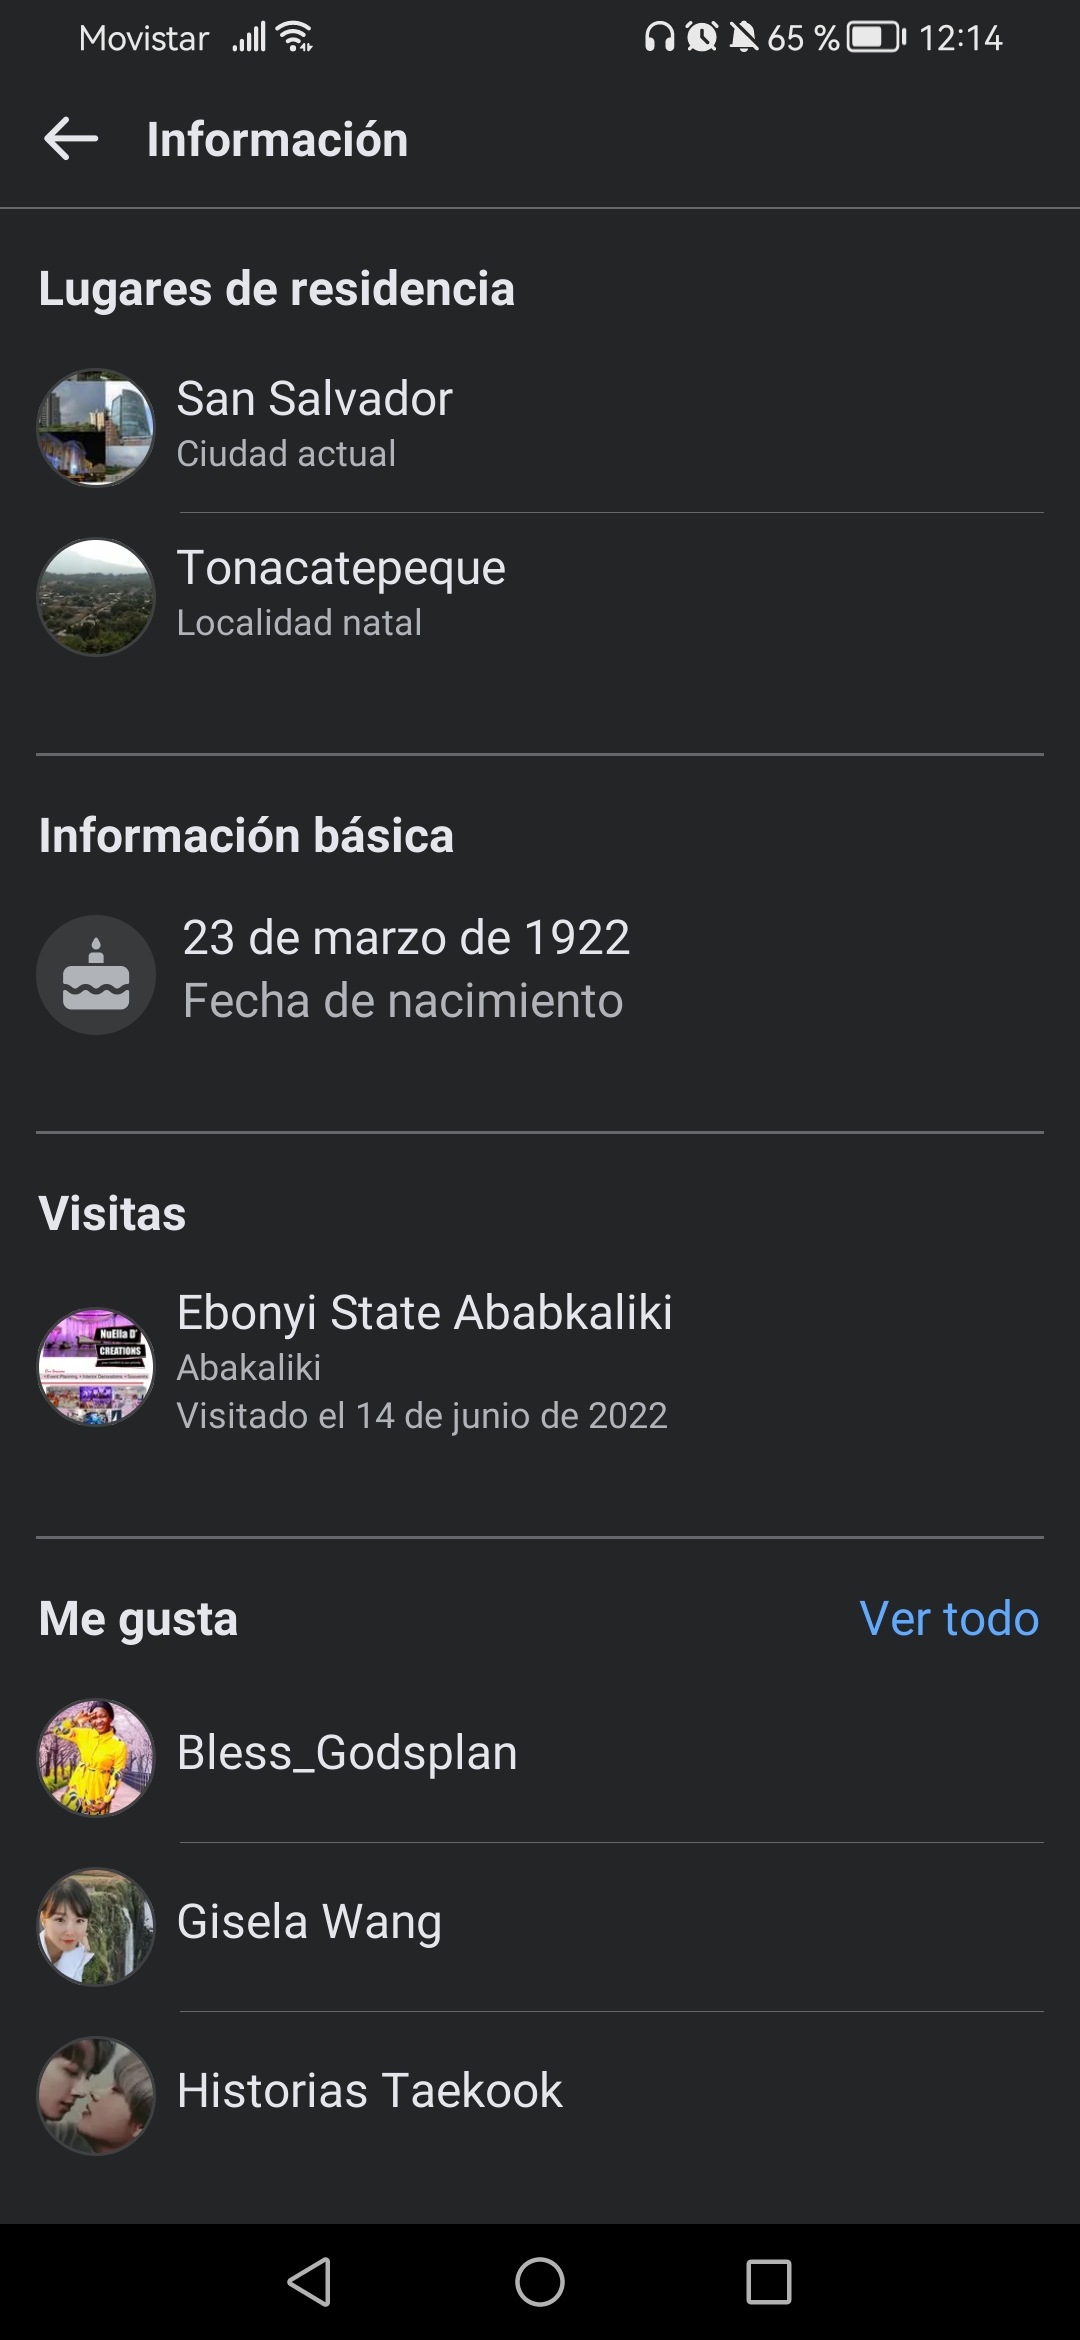 Movistar 65 % 12:14
Información
Lugares de residencia
San Salvador
Ciudad actual
Tonacatepeque
Localidad natal
Información básica
23 de marzo de 1922
Fecha de nacimiento
Visitas
NuElla D'
CREATIONS
Ebonyi State Ababkaliki
Abakaliki
Visitado el 14 de junio de 2022
Me gusta Ver todo
Bless_Godsplan
Gisela Wang
Historias Taekook